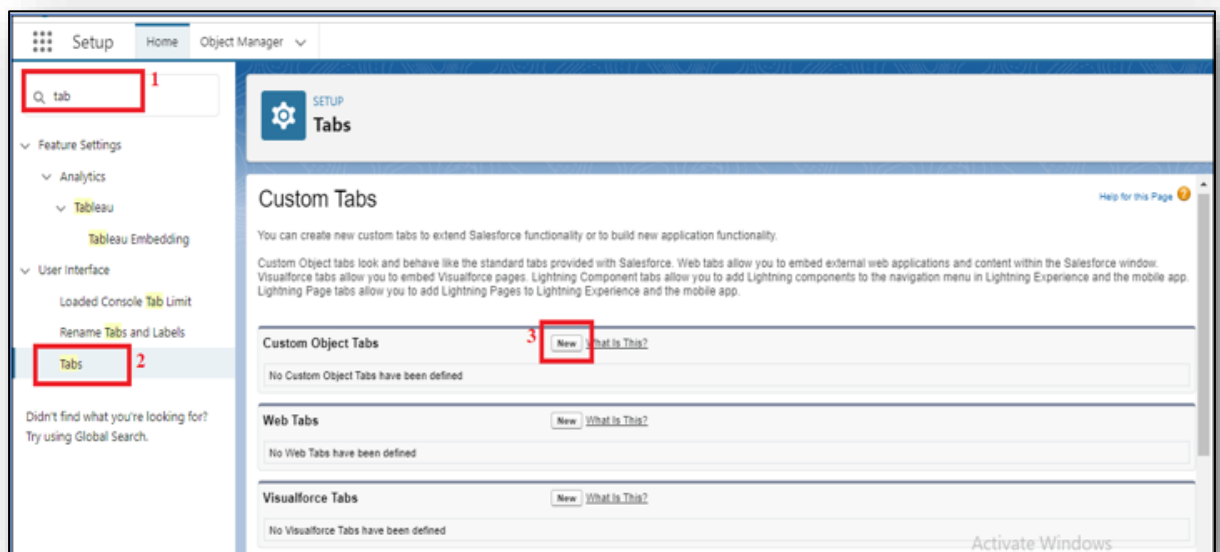 Setup Home Object Manager
tab 1
SETUP
Tabs
Feature Settings
Analytics
Tableau
Tableau Embedding
User Interface
Loaded Console Tab Limit
Rename Tabs and Labels
Tabs 2
Didn't find what you're looking for?
Try using Global Search.
Custom Tabs
Help for this Page ?
You can create new custom tabs to extend Salesforce functionality or to build new application functionality.
Custom Object tabs look and behave like the standard tabs provided with Salesforce. Web tabs allow you to embed external web applications and content within the Salesforce window.
Visualforce tabs allow you to embed Visualforce pages. Lightning Component tabs allow you to add Lightning components to the navigation menu in Lightning Experience and the mobile app.
Lightning Page tabs allow you to add Lightning Pages to Lightning Experience and the mobile app.
Custom Object Tabs 3 New What Is This?
No Custom Object Tabs have been defined
Web Tabs New What Is This?
No Web Tabs have been defined
Visualforce Tabs New What Is This?
No Visualforce Tabs have been defined
Activate Windows